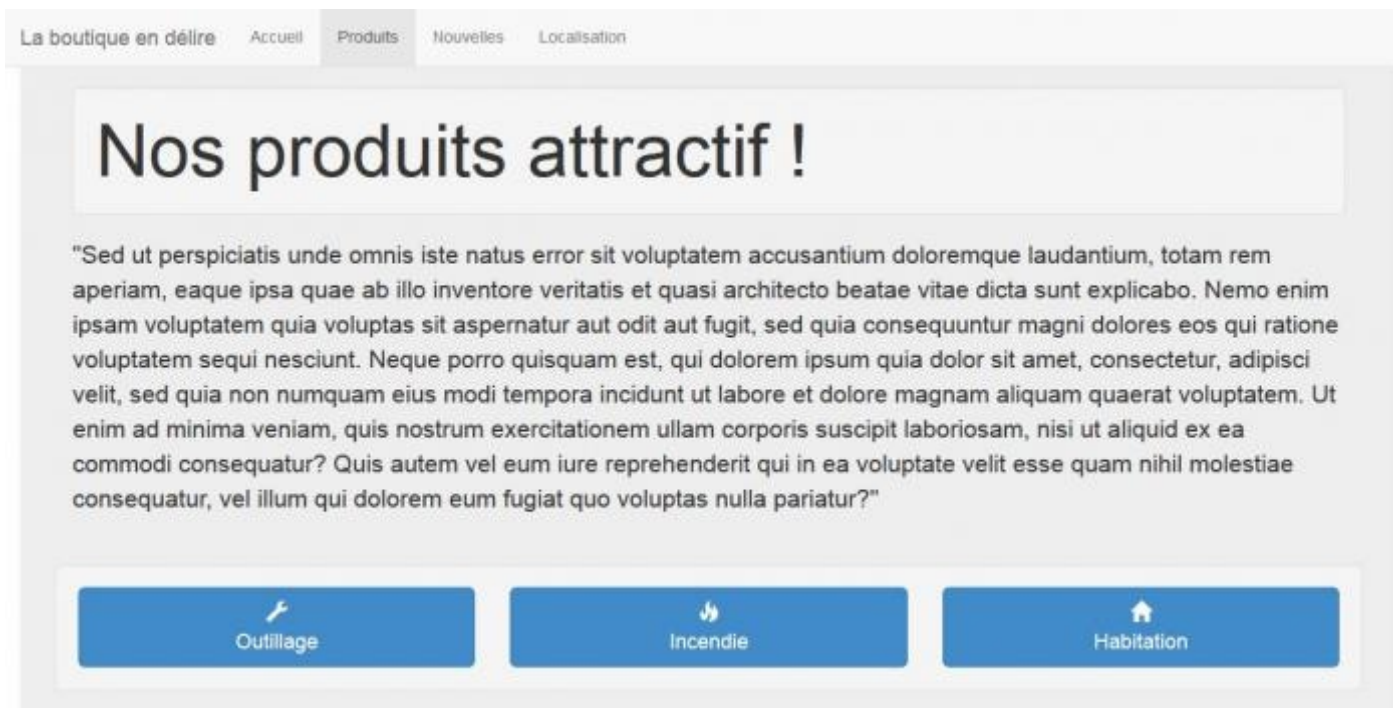 La boutique en délire Accueil Produits Nouvelles Localisation
Nos produits attractif !
"Sed ut perspiciatis unde omnis iste natus error sit voluptatem accusantium doloremque laudantium, totam rem
aperiam, eaque ipsa quae ab illo inventore veritatis et quasi architecto beatae vitae dicta sunt explicabo. Nemo enim
ipsam voluptatem quia voluptas sit aspernatur aut odit aut fugit, sed quia consequuntur magni dolores eos qui ratione
voluptatem sequi nesciunt. Neque porro quisquam est, qui dolorem ipsum quia dolor sit amet, consectetur, adipisci
velit, sed quia non numquam eius modi tempora incidunt ut labore et dolore magnam aliquam quaerat voluptatem. Ut
enim ad minima veniam, quis nostrum exercitationem ullam corporis suscipit laboriosam, nisi ut aliquid ex ea
commodi consequatur? Quis autem vel eum iure reprehenderit qui in ea voluptate velit esse quam nihil molestiae
consequatur, vel illum qui dolorem eum fugiat quo voluptas nulla pariatur?"
Outillage Incendie Habitation